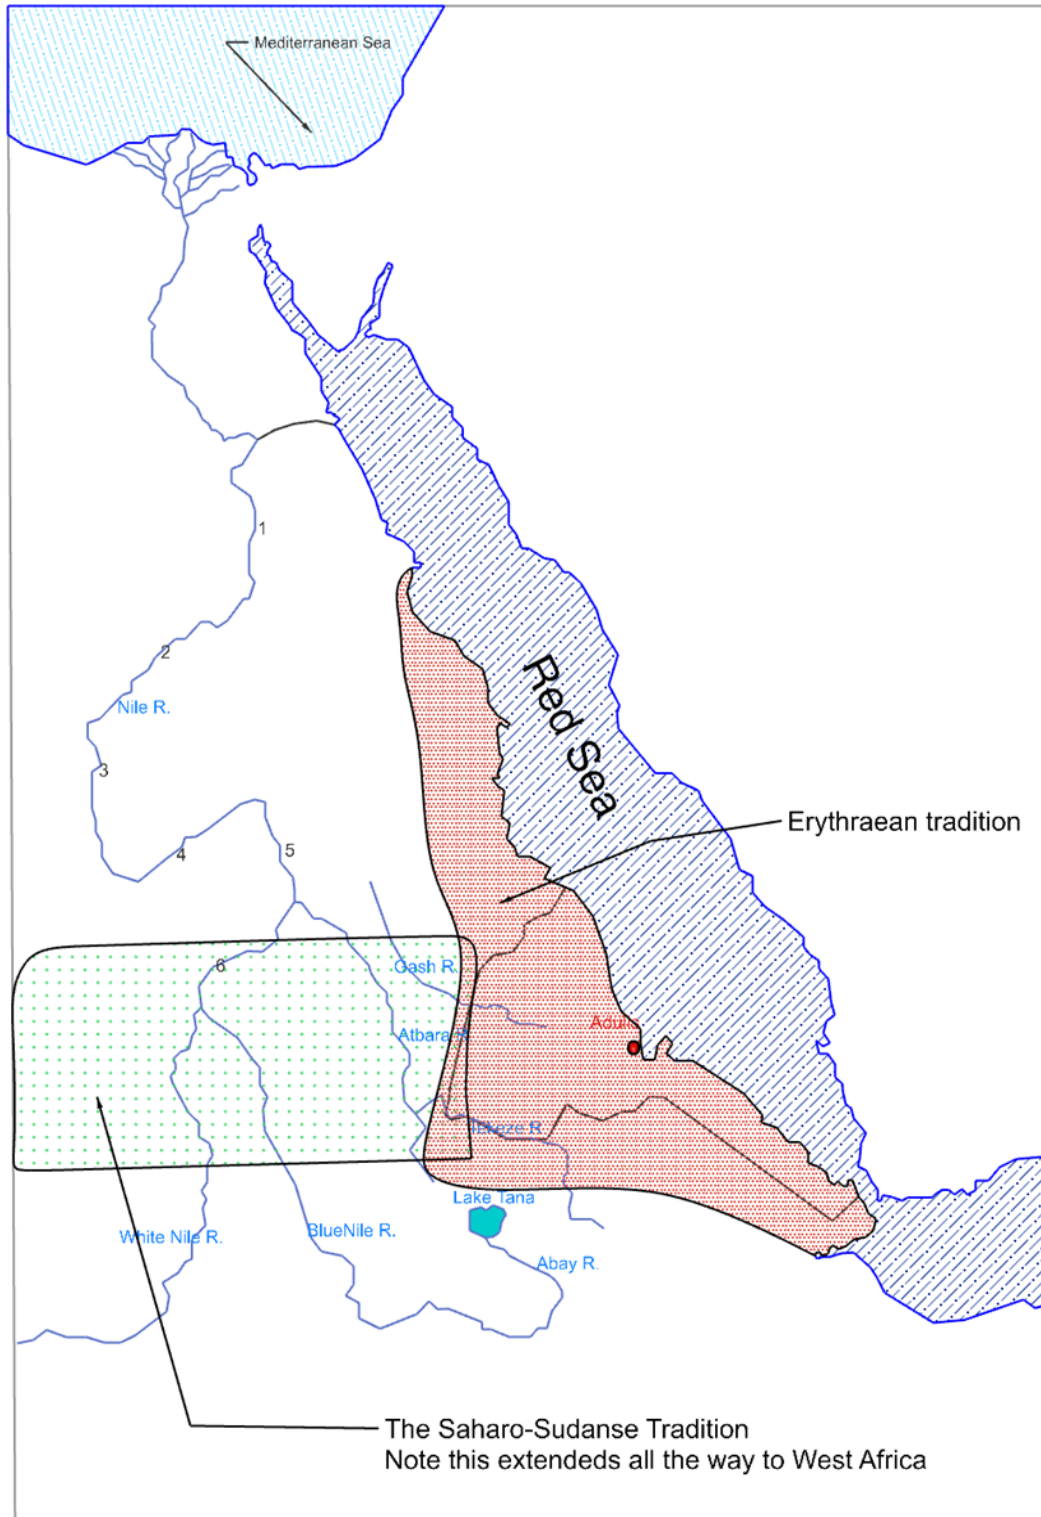 Mediterranean Sea
1
2
Nile R.
3
Red Sea
Erythraean tradition
4
5
6
Gash R.
Adulis
Atbara R
Tekeze R.
Lake Tana
White Nile R.
BlueNile R.
Abay R.
The Saharo-Sudanse Tradition
Note this extendeds all the way to West Africa